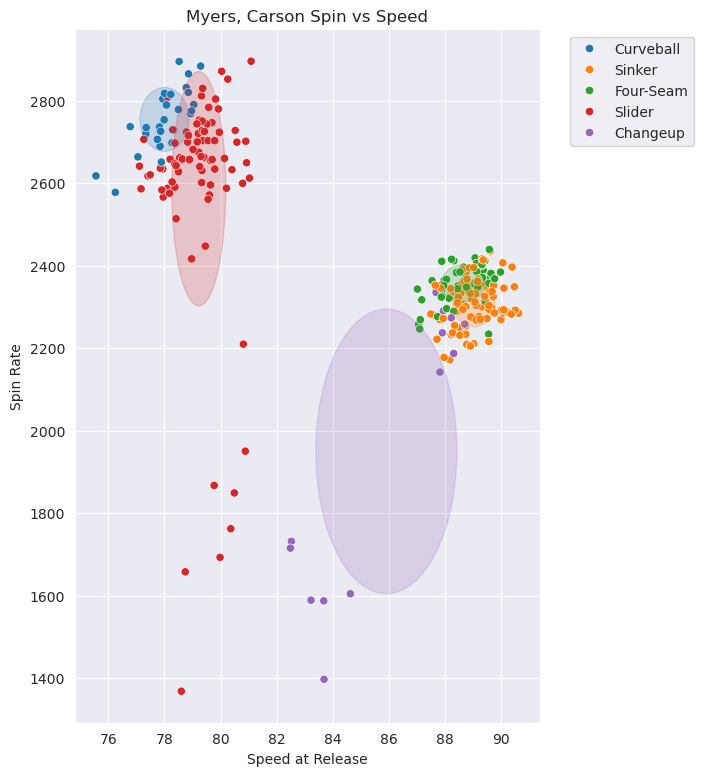 Myers, Carson Spin vs Speed
Curveball
Sinker
Four-Seam
Slider
Changeup
2800
2600
2400
2200
2000
1800
1600
1400
Spin Rate
76
78
80
82
84
86
88
90
Speed at Release